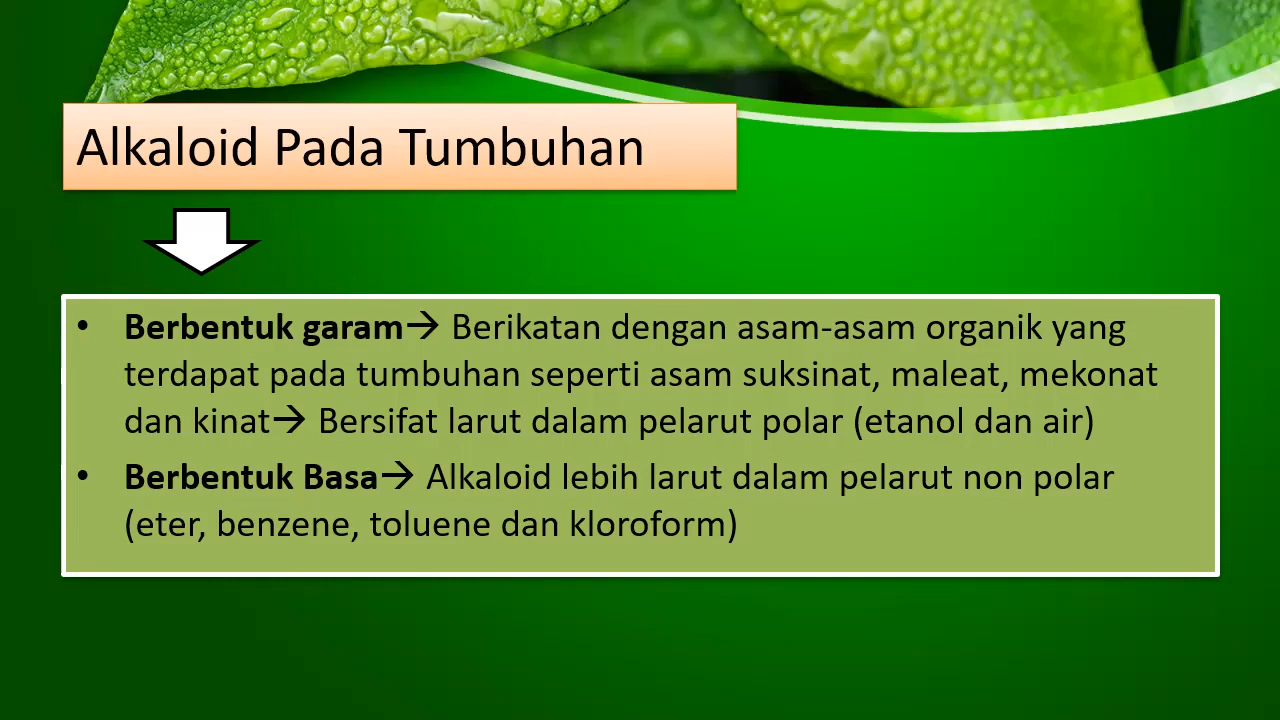 Alkaloid Pada Tumbuhan
• Berbentuk garam→ Berikatan dengan asam-asam organik yang
terdapat pada tumbuhan seperti asam suksinat, maleat, mekonat
dan kinat→ Bersifat larut dalam pelarut polar (etanol dan air)
• Berbentuk Basa→ Alkaloid lebih larut dalam pelarut non polar
(eter, benzene, toluene dan kloroform)